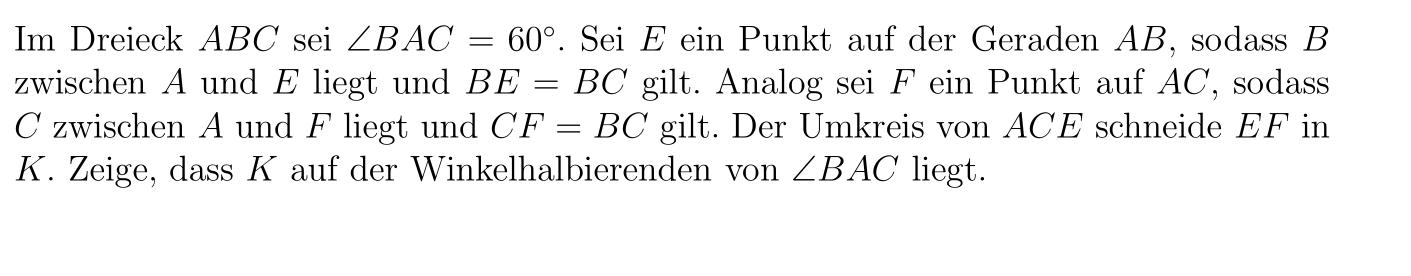 Im Dreieck ABC sei ∠BAC = 60°. Sei E ein Punkt auf der Geraden AB, sodass B
zwischen A und E liegt und BE = BC gilt. Analog sei F ein Punkt auf AC, sodass
C zwischen A und F liegt und CF = BC gilt. Der Umkreis von ACE schneide EF in
K. Zeige, dass K auf der Winkelhalbierenden von ∠BAC liegt.